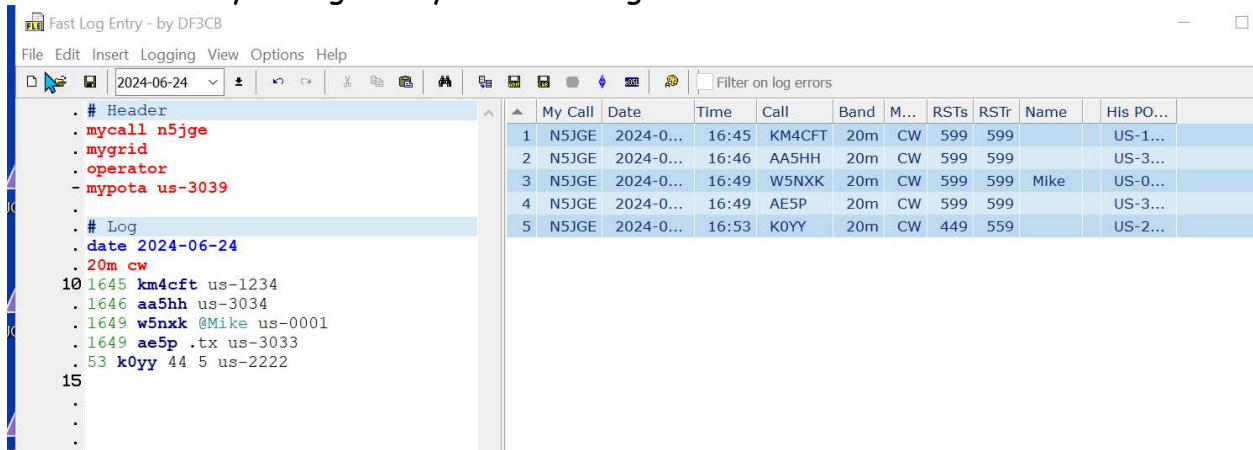 Fast Log Entry - by DF3CB
File Edit Insert Logging View Options Help
2024-06-24 Filter on log errors
# Header
mycall n5jge
mygrid
operator
mypota us-3039
# Log
date 2024-06-24
20m cw
10 1645 km4cft us-1234
1646 aa5hh us-3034
1649 w5nxk @Mike us-0001
1649 ae5p .tx us-3033
53 k0yy 44 5 us-2222
15
My Call Date Time Call Band M... RSTs RSTr Name His PO...
1 N5JGE 2024-0... 16:45 KM4CFT 20m CW 599 599 US-1...
2 N5JGE 2024-0... 16:46 AA5HH 20m CW 599 599 US-3...
3 N5JGE 2024-0... 16:49 W5NXK 20m CW 599 599 Mike US-0...
4 N5JGE 2024-0... 16:49 AE5P 20m CW 599 599 US-3...
5 N5JGE 2024-0... 16:53 K0YY 20m CW 449 559 US-2...